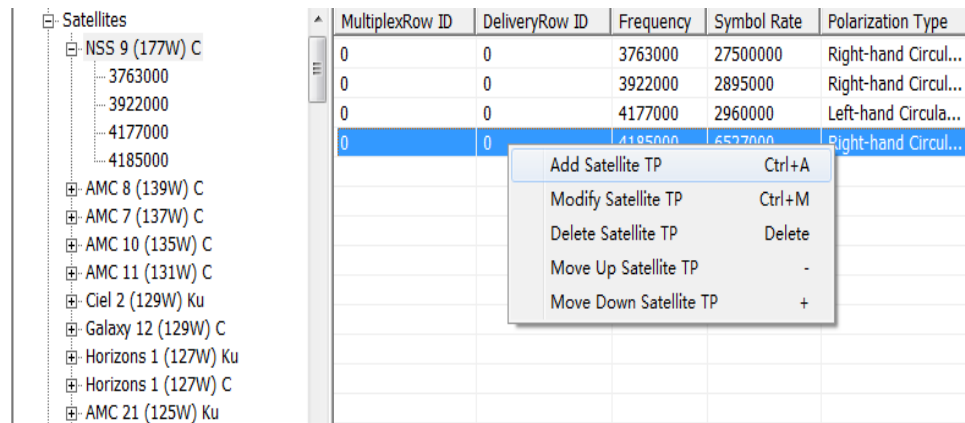 Satellites
NSS 9 (177W) C
3763000
3922000
4177000
4185000
AMC 8 (139W) C
AMC 7 (137W) C
AMC 10 (135W) C
AMC 11 (131W) C
Ciel 2 (129W) Ku
Galaxy 12 (129W) C
Horizons 1 (127W) Ku
Horizons 1 (127W) C
AMC 21 (125W) Ku
MultiplexRow ID DeliveryRow ID Frequency Symbol Rate Polarization Type
0 0 3763000 27500000 Right-hand Circul...
0 0 3922000 2895000 Right-hand Circul...
0 0 4177000 2960000 Left-hand Circula...
0 0 4185000 6527000 Right-hand Circul...
Add Satellite TP Ctrl+A
Modify Satellite TP Ctrl+M
Delete Satellite TP Delete
Move Up Satellite TP -
Move Down Satellite TP +